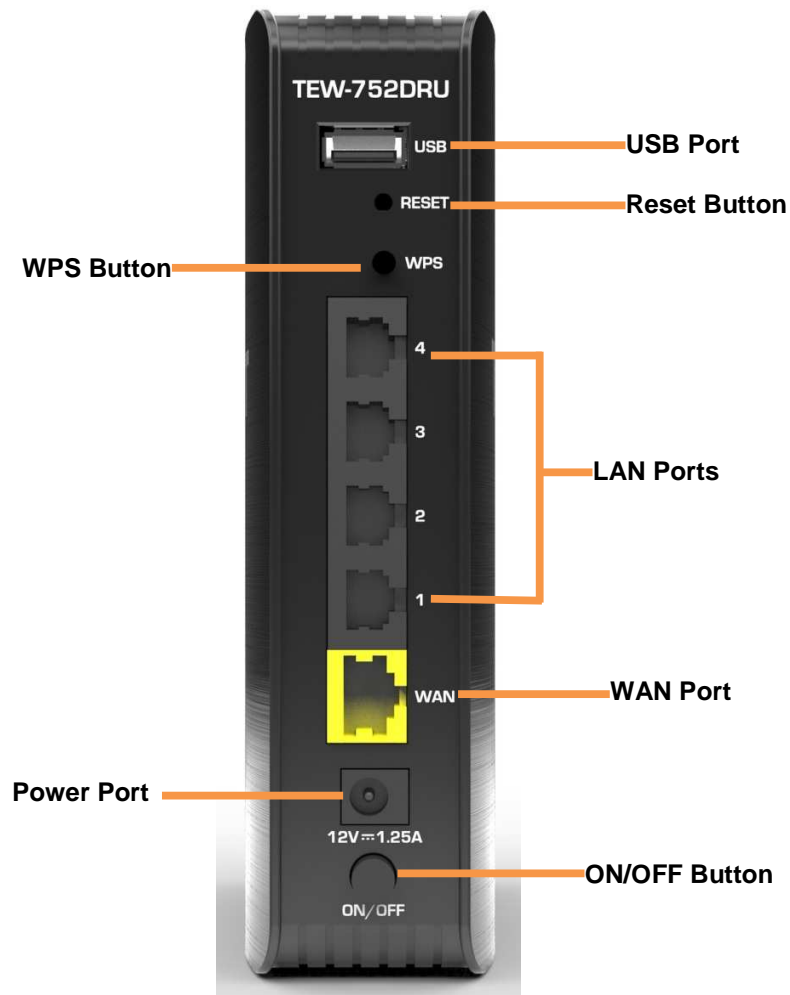 TEW-752DRU
USB
USB Port
RESET
Reset Button
WPS Button
WPS
4
3
LAN Ports
2
1
WAN
WAN Port
Power Port
12V⎓1.25A
ON/OFF Button
ON/OFF